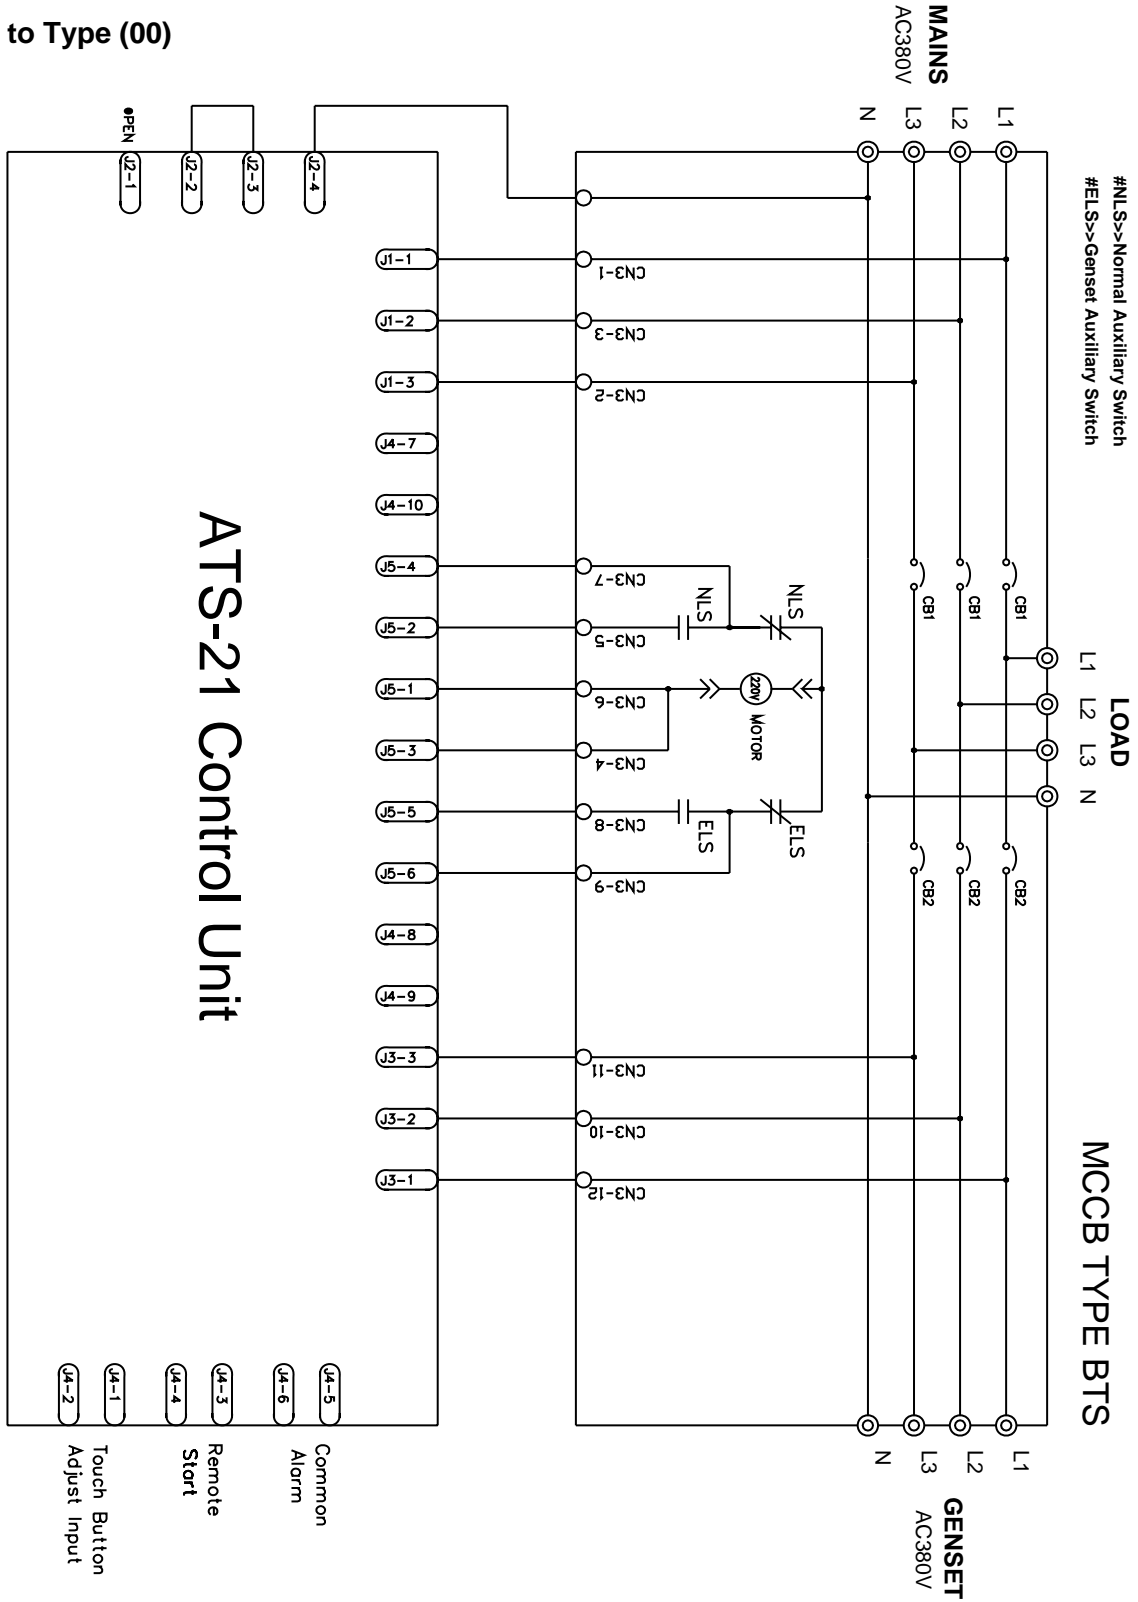 to Type (00)
MAINS
AC380V
N
L3
L2
L1
#NLS>>Normal Auxiliary Switch
#ELS>>Genset Auxiliary Switch
●PEN
J2-1
J2-2
J2-3
J2-4
J1-1
CN3-1
J1-2
CN3-3
J1-3
CN3-2
J4-7
J4-10
J5-4
CN3-7
J5-2
CN3-5
NLS
NLS
J5-1
CN3-6
220V
MOTOR
J5-3
CN3-4
J5-5
CN3-8
ELS
ELS
J5-6
CN3-9
J4-8
J4-9
J3-3
CN3-11
J3-2
CN3-10
J3-1
CN3-12
CB1
CB1
CB1
L1
L2
L3
N
LOAD
CB2
CB2
CB2
ATS-21 Control Unit
MCCB TYPE BTS
J4-2
J4-1
J4-4
J4-3
J4-6
J4-5
Touch Button
Adjust Input
Remote
Start
Common
Alarm
N
L3
L2
L1
GENSET
AC380V